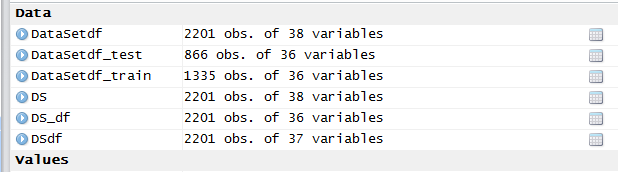 Data
DataSetdf 2201 obs. of 38 variables
DataSetdf_test 866 obs. of 36 variables
DataSetdf_train 1335 obs. of 36 variables
DS 2201 obs. of 38 variables
DS_df 2201 obs. of 36 variables
DSdf 2201 obs. of 37 variables
Values